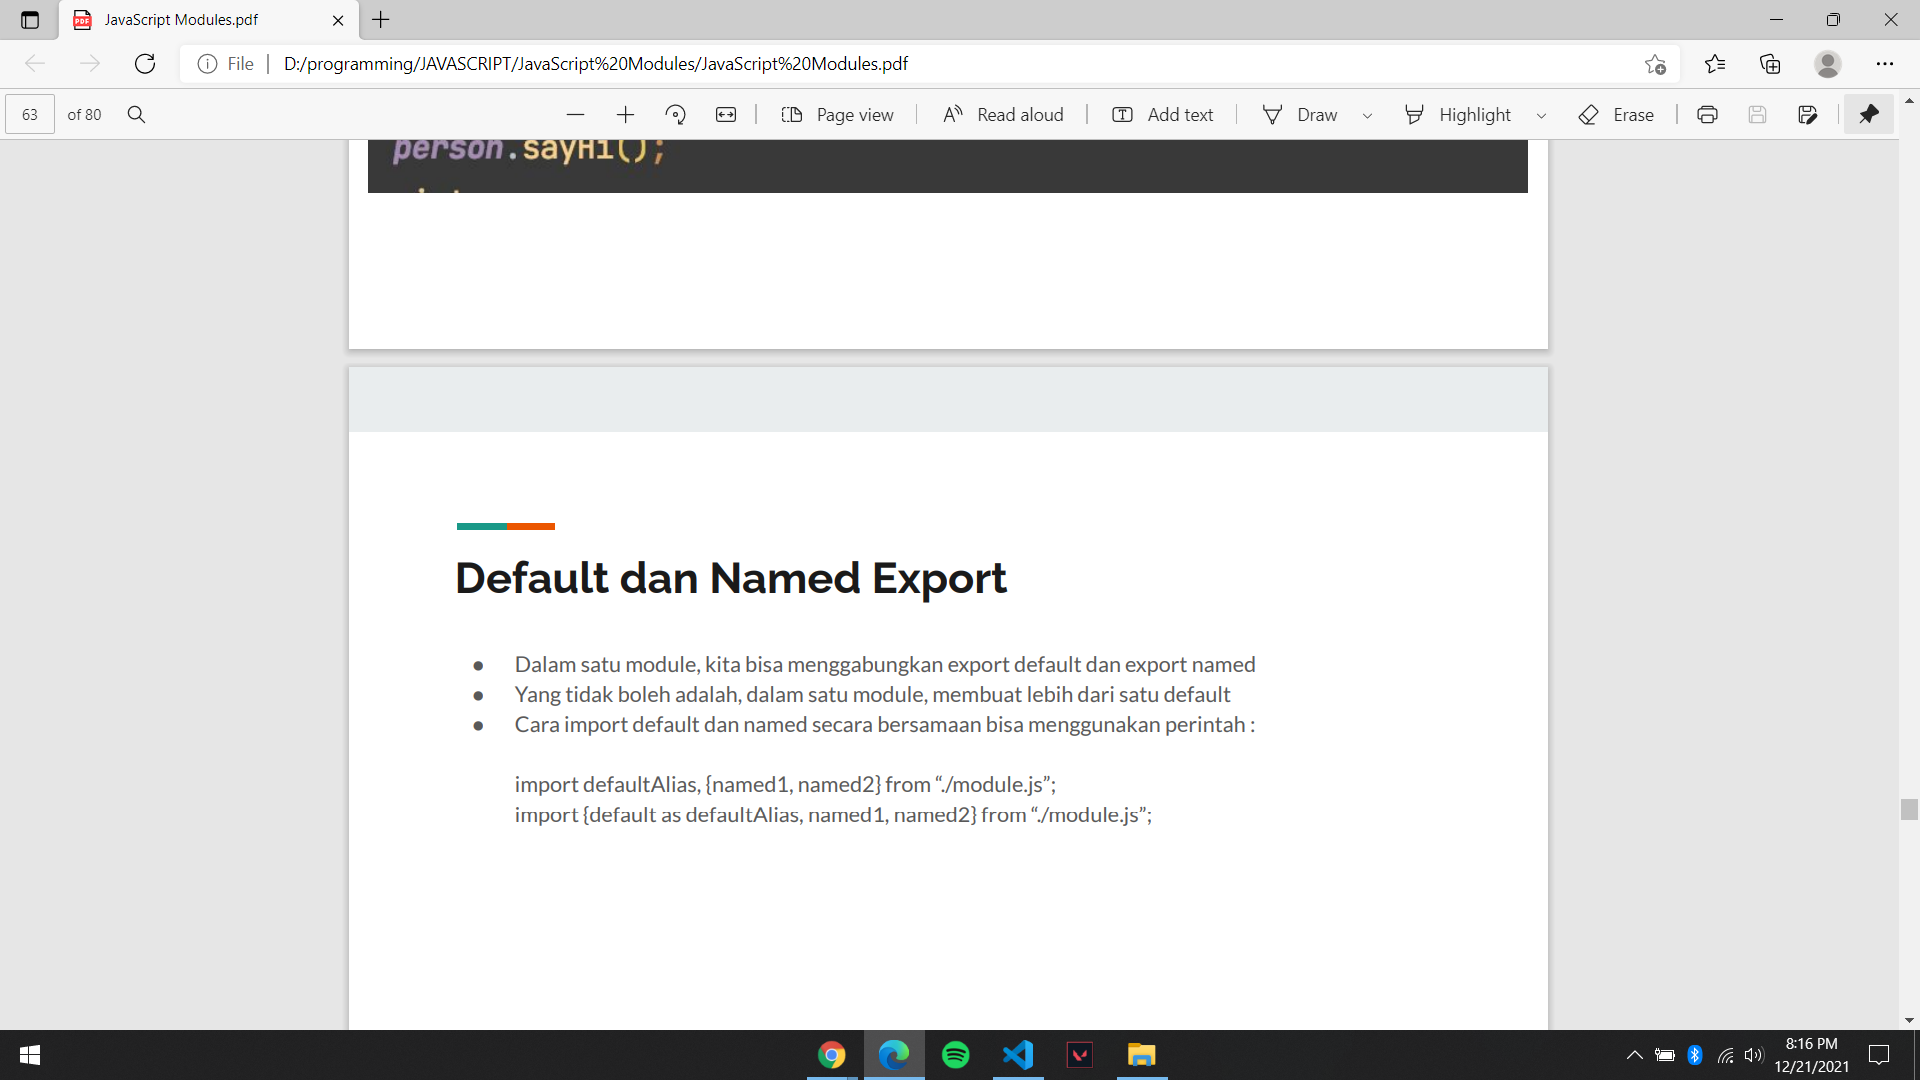 JavaScript Modules.pdf
File
D:/programming/JAVASCRIPT/JavaScript%20Modules/JavaScript%20Modules.pdf
63 of 80
Page view
Read aloud
Add text
Draw
Highlight
Erase
person.sayHi();
Default dan Named Export
● Dalam satu module, kita bisa menggabungkan export default dan export named
● Yang tidak boleh adalah, dalam satu module, membuat lebih dari satu default
● Cara import default dan named secara bersamaan bisa menggunakan perintah :
import defaultAlias, {named1, named2} from “./module.js”;
import {default as defaultAlias, named1, named2} from “./module.js”;
8:16 PM
12/21/2021